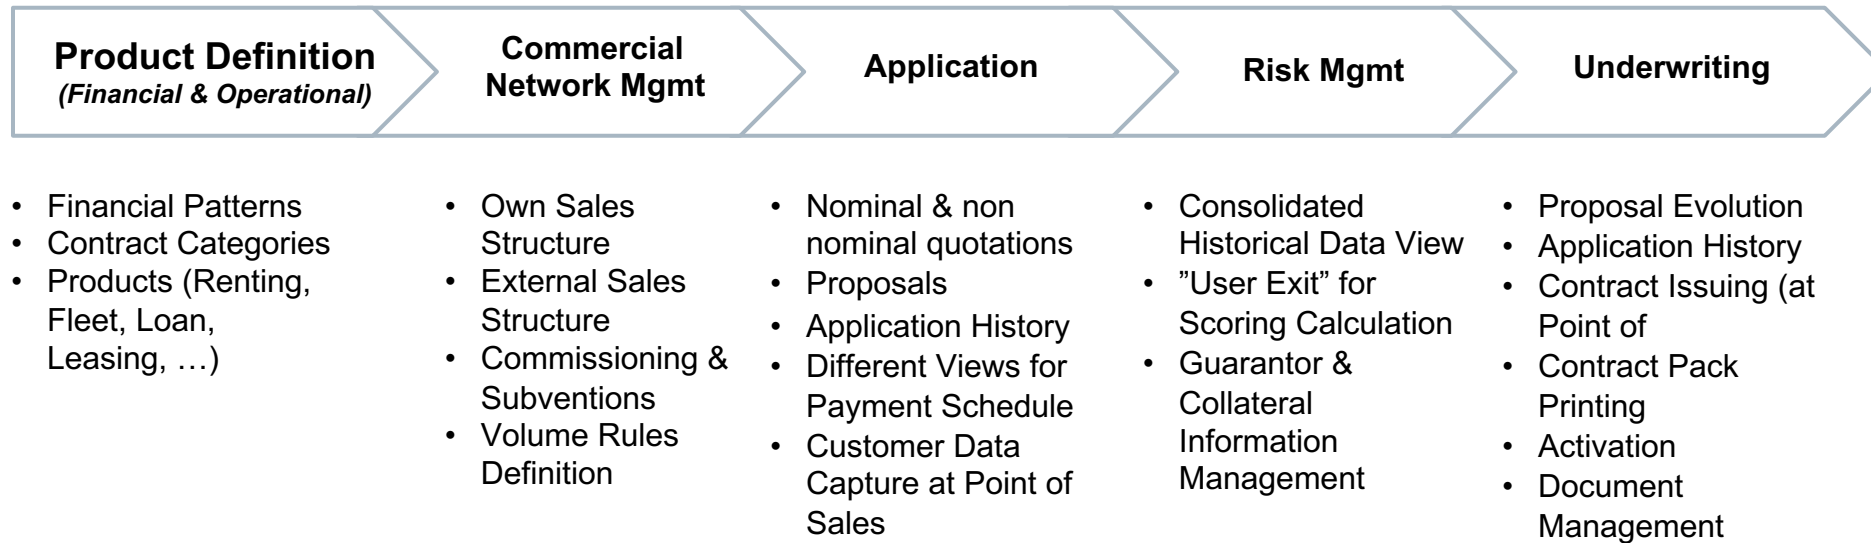 Product Definition
(Financial & Operational)
Commercial
Network Mgmt
Application
Risk Mgmt
Underwriting
• Financial Patterns
• Contract Categories
• Products (Renting,
Fleet, Loan,
Leasing, …)
• Own Sales
Structure
• External Sales
Structure
• Commissioning &
Subventions
• Volume Rules
Definition
• Nominal & non
nominal quotations
• Proposals
• Application History
• Different Views for
Payment Schedule
• Customer Data
Capture at Point of
Sales
• Consolidated
Historical Data View
• ”User Exit” for
Scoring Calculation
• Guarantor &
Collateral
Information
Management
• Proposal Evolution
• Application History
• Contract Issuing (at
Point of
• Contract Pack
Printing
• Activation
• Document
Management